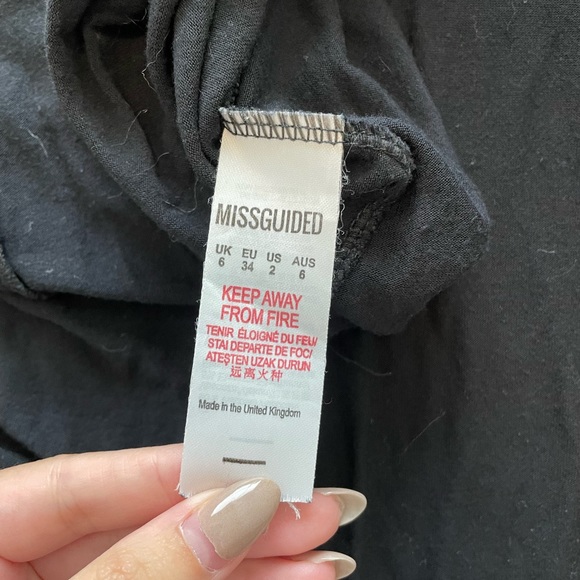 MISSGUIDED
UK EU US AUS
6 34 2 6
KEEP AWAY
FROM FIRE
TENIR ÉLOIGNÉ DU FEU/
STAI DEPARTE DE FOC/
ATEŞTEN UZAK DURUN
远离火种
Made in the United Kingdom